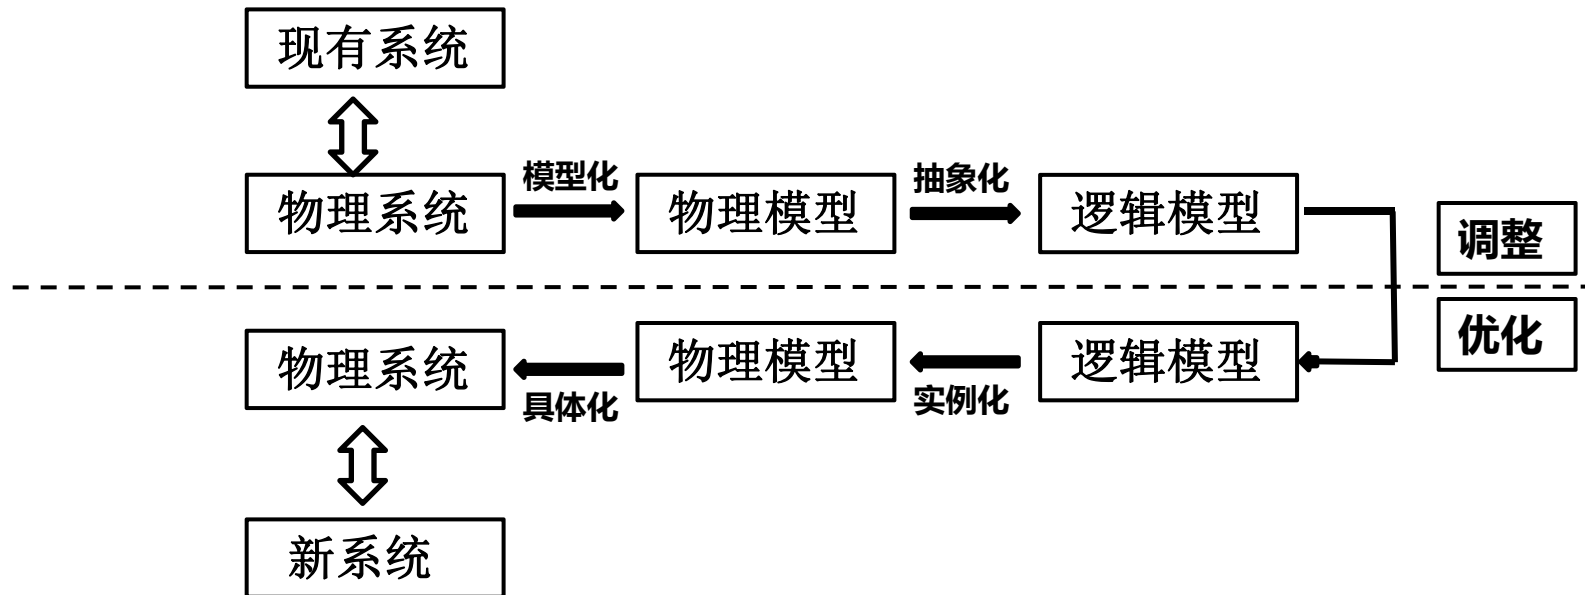 现有系统
物理系统
模型化
物理模型
抽象化
逻辑模型
调整
优化
物理系统
具体化
物理模型
实例化
逻辑模型
新系统